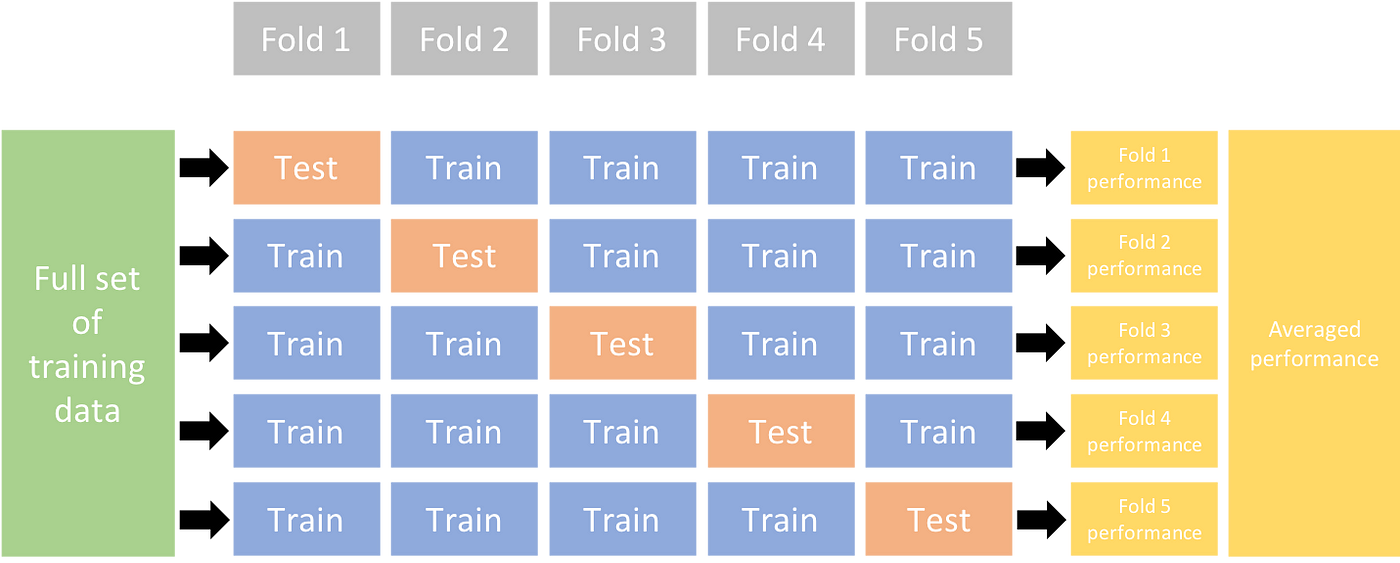 Fold 1
Fold 2
Fold 3
Fold 4
Fold 5
Full set
of
training
data
Test
Train
Train
Train
Train
Fold 1
performance
Train
Test
Train
Train
Train
Fold 2
performance
Train
Train
Test
Train
Train
Fold 3
performance
Train
Train
Train
Test
Train
Fold 4
performance
Train
Train
Train
Train
Test
Fold 5
performance
Averaged
performance